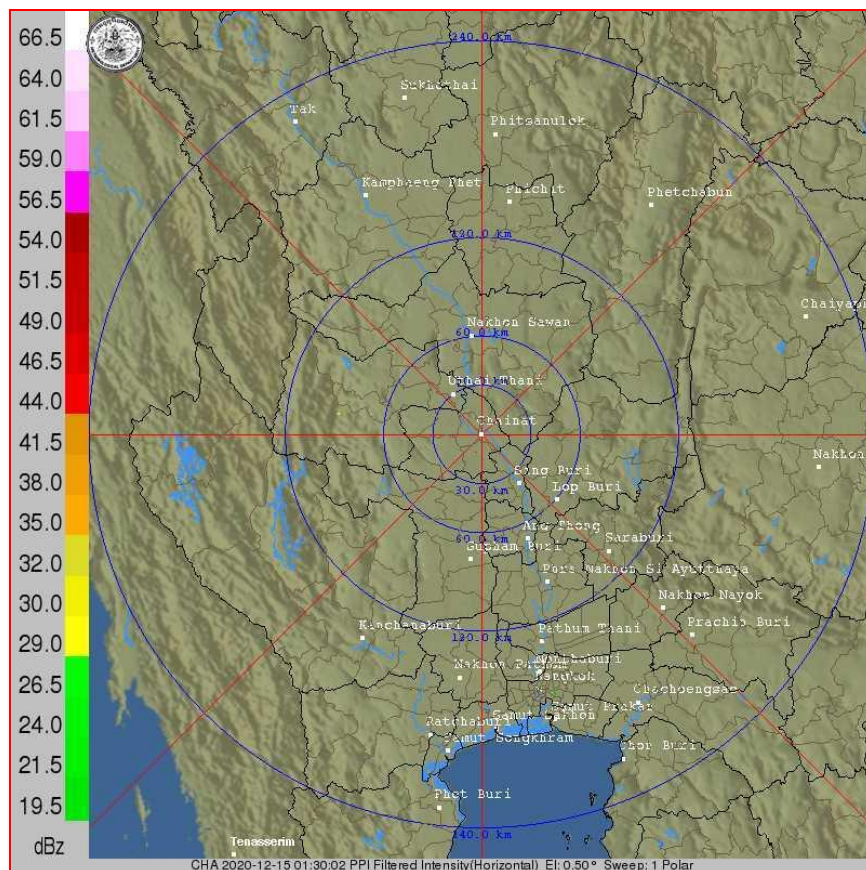 66.5
64.0
61.5
59.0
56.5
54.0
51.5
49.0
46.5
44.0
41.5
38.0
35.0
32.0
30.0
29.0
26.5
24.0
21.5
19.5
dBz
240.0 km
Sukhothai
Tak
Phitsanulok
Kamphaeng Phet
Phichit
Phetchabun
120.0 km
Chaiyaph
Nakhon Sawan
60.0 km
Uthai Thani
Chainat
Nakhon
Sing Buri
30.0 km
Lop Buri
Ang Thong
60.0 km
Suphan Buri
Saraburi
Pora Nakhon Si Ayutthaya
Nakhon Nayok
Kanchanaburi
120.0 km
Pathum Thani
Prachin Buri
Nakhon Pathom
Nonthaburi
Bangkok
Chachoengsao
Samut Prakan
Samut Sakhon
Ratchaburi
Samut Songkhram
Chon Buri
Phet Buri
240.0 km
Tenasserim
CHA 2020-12-15 01:30:02 PPI Filtered Intensity(Horizontal) El: 0.50° Sweep: 1 Polar